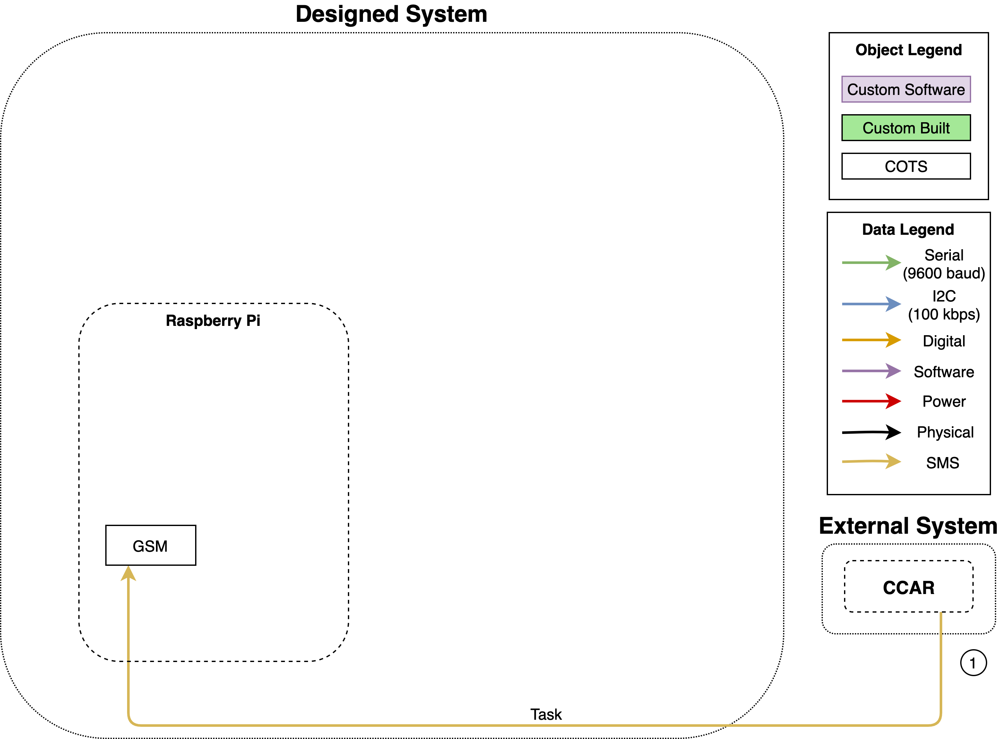 Designed System
Object Legend
Custom Software
Custom Built
COTS
Data Legend
Serial
(9600 baud)
I2C
(100 kbps)
Digital
Software
Power
Physical
SMS
Raspberry Pi
GSM
External System
CCAR
1
Task